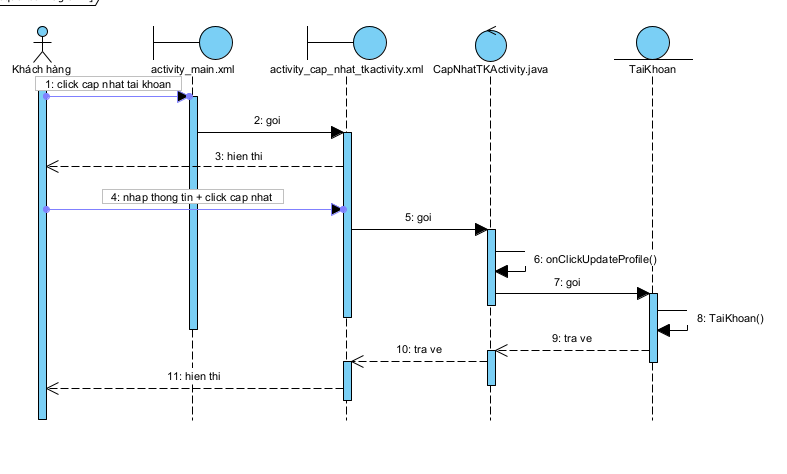 Khách hàng
activity_main.xml
activity_cap_nhat_tkactivity.xml
CapNhatTKActivity.java
TaiKhoan
1: click cap nhat tai khoan
2: goi
3: hien thi
4: nhap thong tin + click cap nhat
5: goi
6: onClickUpdateProfile()
7: goi
8: TaiKhoan()
9: tra ve
10: tra ve
11: hien thi